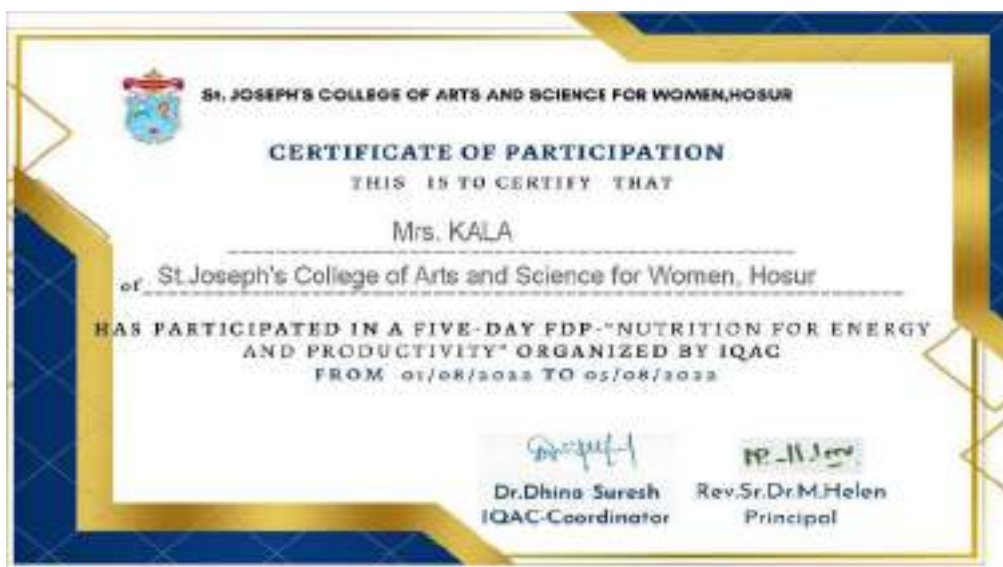 St. JOSEPH'S COLLEGE OF ARTS AND SCIENCE FOR WOMEN,HOSUR
CERTIFICATE OF PARTICIPATION
THIS IS TO CERTIFY THAT
Mrs. KALA
of St.Joseph's College of Arts and Science for Women, Hosur
HAS PARTICIPATED IN A FIVE-DAY FDP-"NUTRITION FOR ENERGY
AND PRODUCTIVITY" ORGANIZED BY IQAC
FROM 01/08/2022 TO 05/08/2022
Dr.Dhina Suresh Rev.Sr.Dr.M.Helen
IQAC-Coordinator Principal